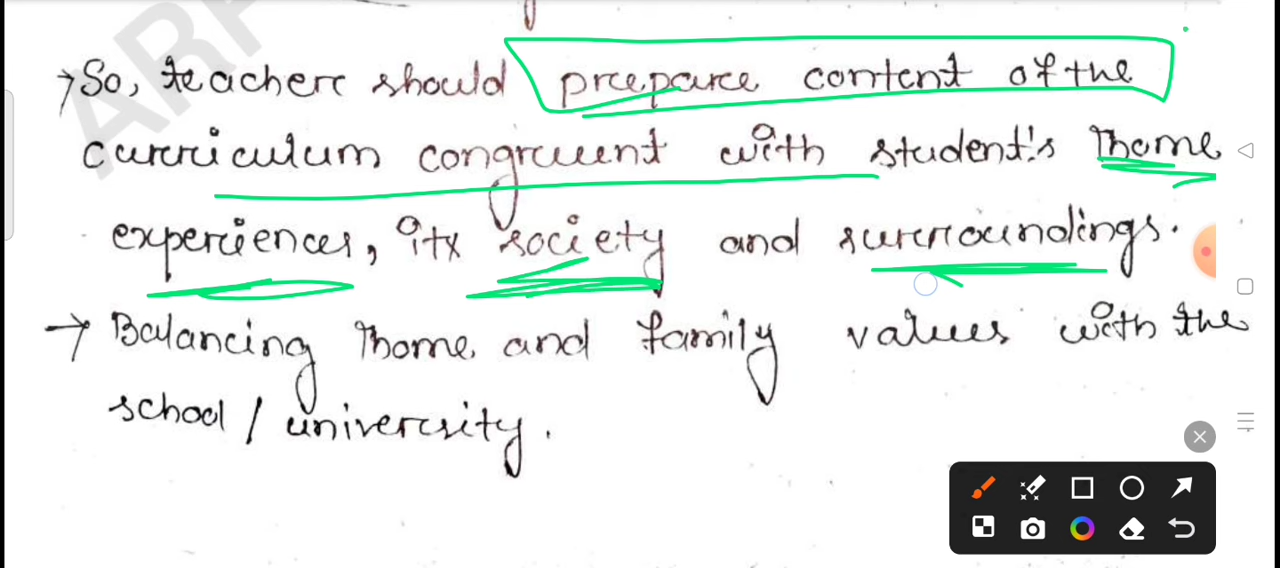 ARP
→ So, teacher should prepare content of the
curriculum congruent with student's home
experiences, its society and surroundings.
→ Balancing home and family values with the
school / university.